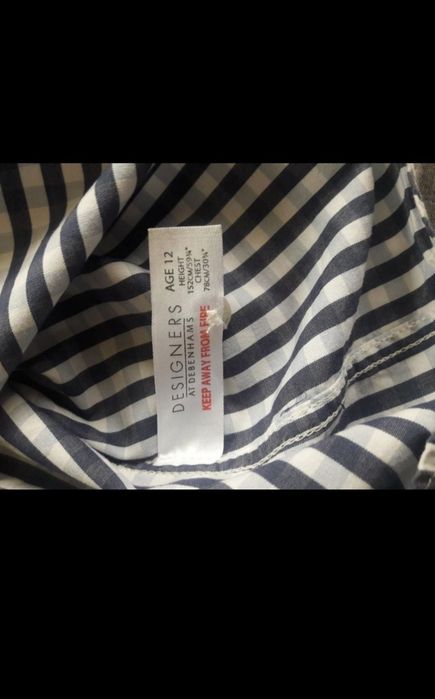 AGE 12
HEIGHT
152CM/59¾"
CHEST
78CM/30¾"
DESIGNERS
AT DEBENHAMS
KEEP AWAY FROM FIRE